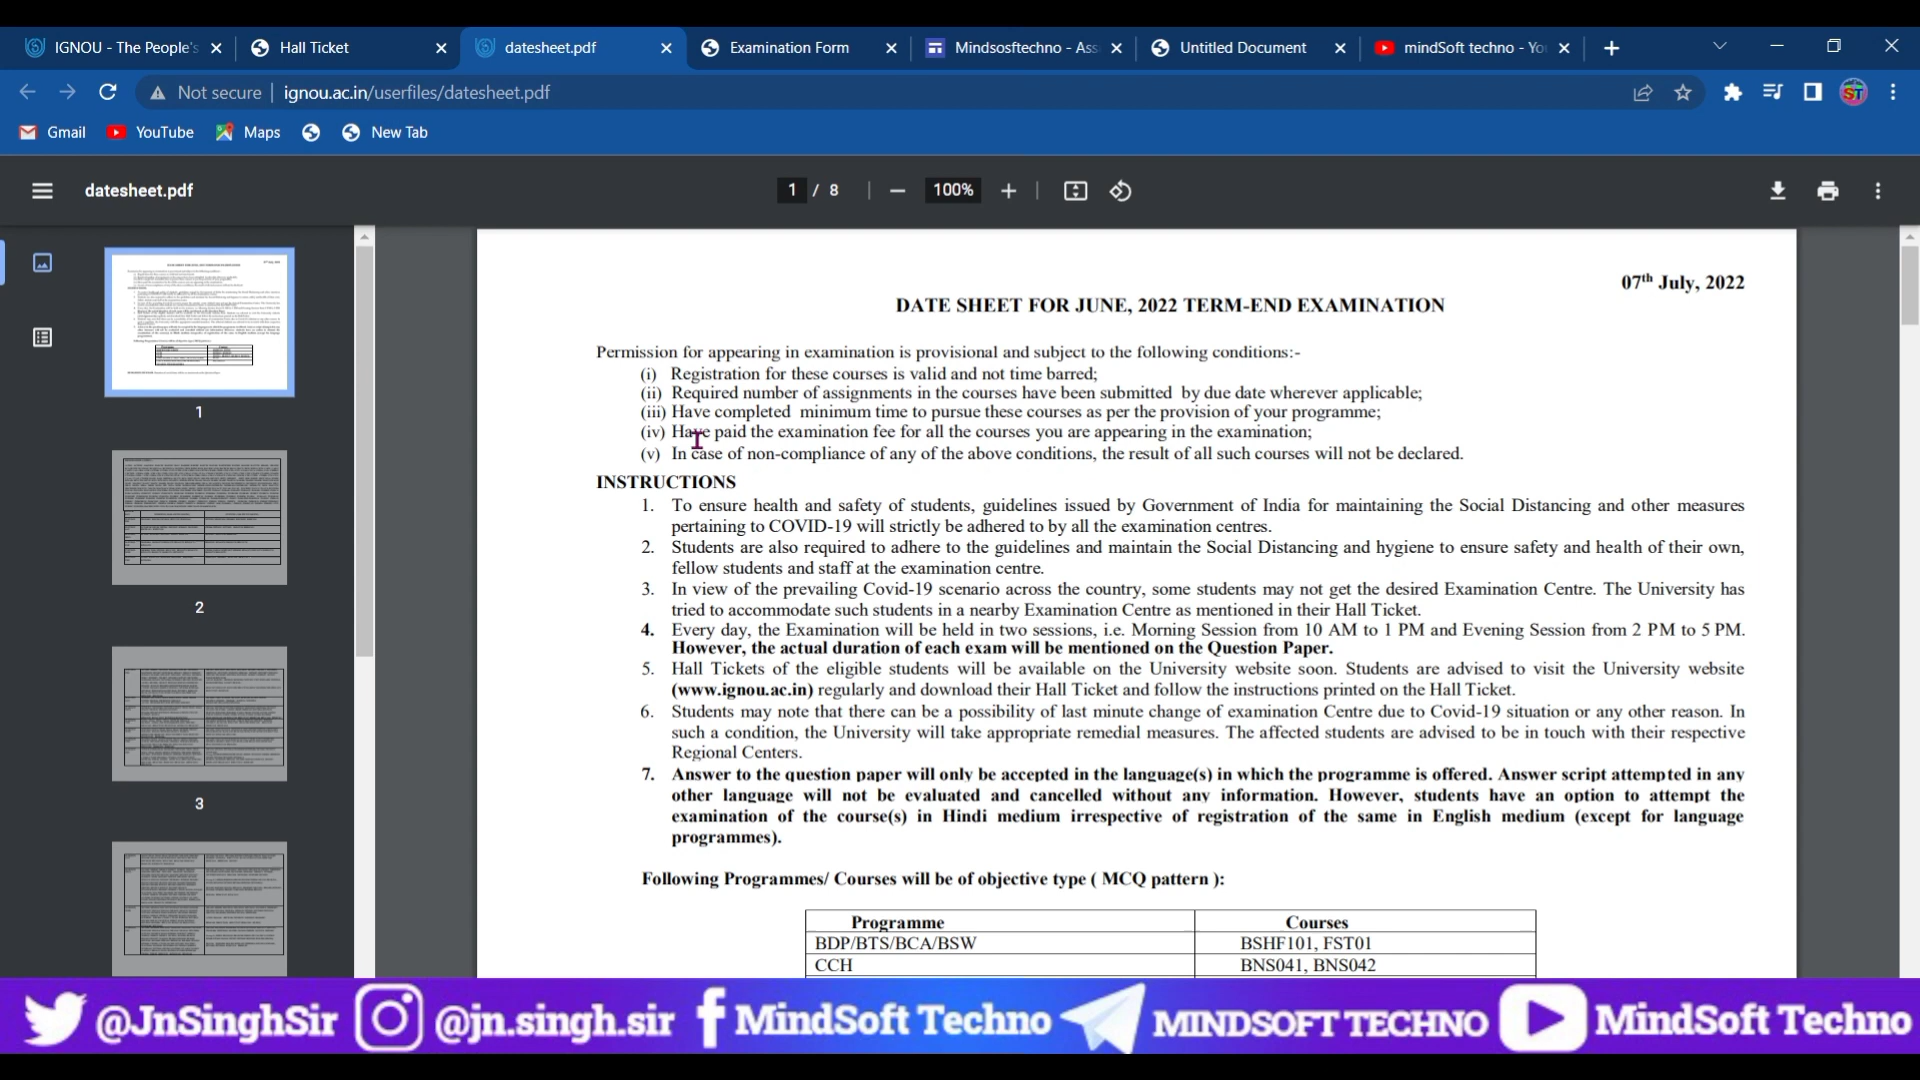 IGNOU - The People's
Hall Ticket
datesheet.pdf
Examination Form
Mindsosftechno - Ass
Untitled Document
mindSoft techno - Yo
Not secure
ignou.ac.in/userfiles/datesheet.pdf
ST
Gmail
YouTube
Maps
New Tab
datesheet.pdf
1 / 8
100%
1
2
3
07th July, 2022
DATE SHEET FOR JUNE, 2022 TERM-END EXAMINATION
Permission for appearing in examination is provisional and subject to the following conditions:-
(i) Registration for these courses is valid and not time barred;
(ii) Required number of assignments in the courses have been submitted by due date wherever applicable;
(iii) Have completed minimum time to pursue these courses as per the provision of your programme;
(iv) Have paid the examination fee for all the courses you are appearing in the examination;
(v) In case of non-compliance of any of the above conditions, the result of all such courses will not be declared.
INSTRUCTIONS
1. To ensure health and safety of students, guidelines issued by Government of India for maintaining the Social Distancing and other measures
pertaining to COVID-19 will strictly be adhered to by all the examination centres.
2. Students are also required to adhere to the guidelines and maintain the Social Distancing and hygiene to ensure safety and health of their own,
fellow students and staff at the examination centre.
3. In view of the prevailing Covid-19 scenario across the country, some students may not get the desired Examination Centre. The University has
tried to accommodate such students in a nearby Examination Centre as mentioned in their Hall Ticket.
4. Every day, the Examination will be held in two sessions, i.e. Morning Session from 10 AM to 1 PM and Evening Session from 2 PM to 5 PM.
However, the actual duration of each exam will be mentioned on the Question Paper.
5. Hall Tickets of the eligible students will be available on the University website soon. Students are advised to visit the University website
(www.ignou.ac.in) regularly and download their Hall Ticket and follow the instructions printed on the Hall Ticket.
6. Students may note that there can be a possibility of last minute change of examination Centre due to Covid-19 situation or any other reason. In
such a condition, the University will take appropriate remedial measures. The affected students are advised to be in touch with their respective
Regional Centers.
7. Answer to the question paper will only be accepted in the language(s) in which the programme is offered. Answer script attempted in any
other language will not be evaluated and cancelled without any information. However, students have an option to attempt the
examination of the course(s) in Hindi medium irrespective of registration of the same in English medium (except for language
programmes).
Following Programmes/ Courses will be of objective type ( MCQ pattern ):
Programme Courses
BDP/BTS/BCA/BSW BSHF101, FST01
CCH BNS041, BNS042
@JnSinghSir @jn.singh.sir MindSoft Techno MINDSOFT TECHNO MindSoft Techno